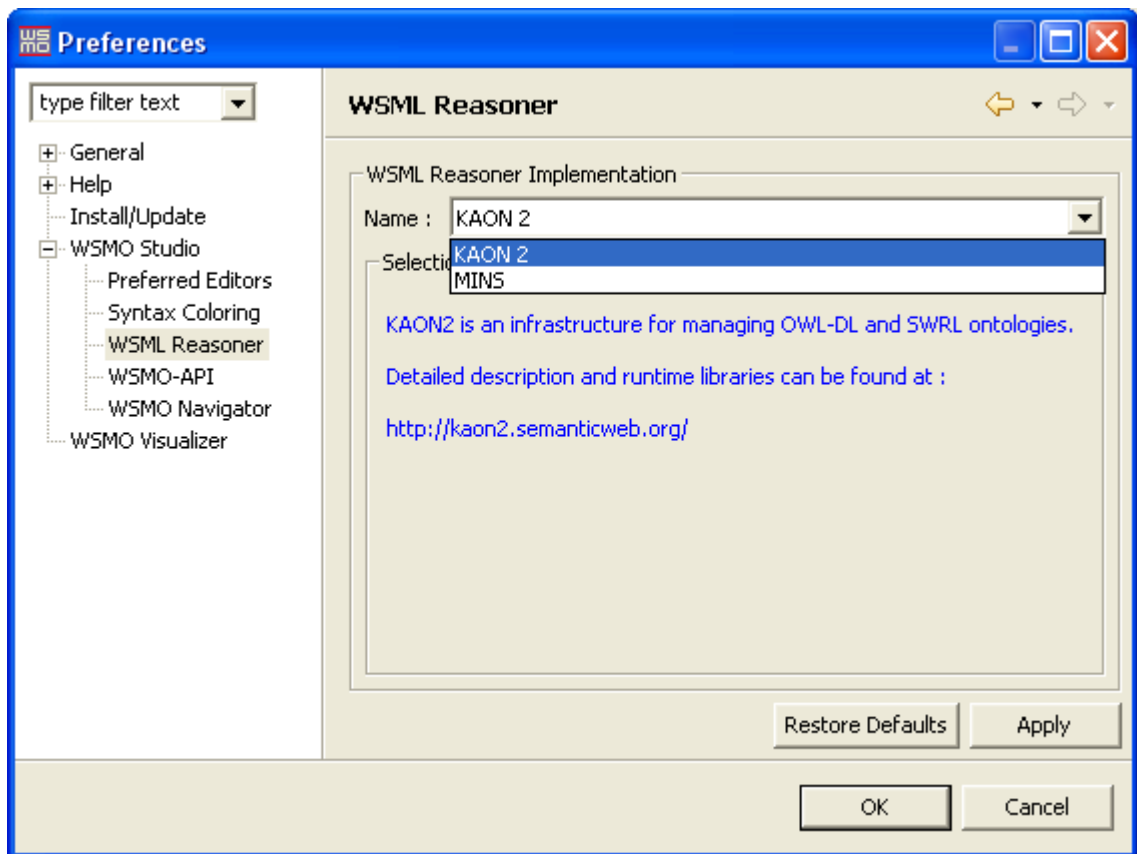 WSMO Preferences
type filter text
General
Help
Install/Update
WSMO Studio
Preferred Editors
Syntax Coloring
WSML Reasoner
WSMO-API
WSMO Navigator
WSMO Visualizer
WSML Reasoner
WSML Reasoner Implementation
Name : KAON 2
KAON 2
MINS
KAON2 is an infrastructure for managing OWL-DL and SWRL ontologies.
Detailed description and runtime libraries can be found at :
http://kaon2.semanticweb.org/
Restore Defaults
Apply
OK
Cancel